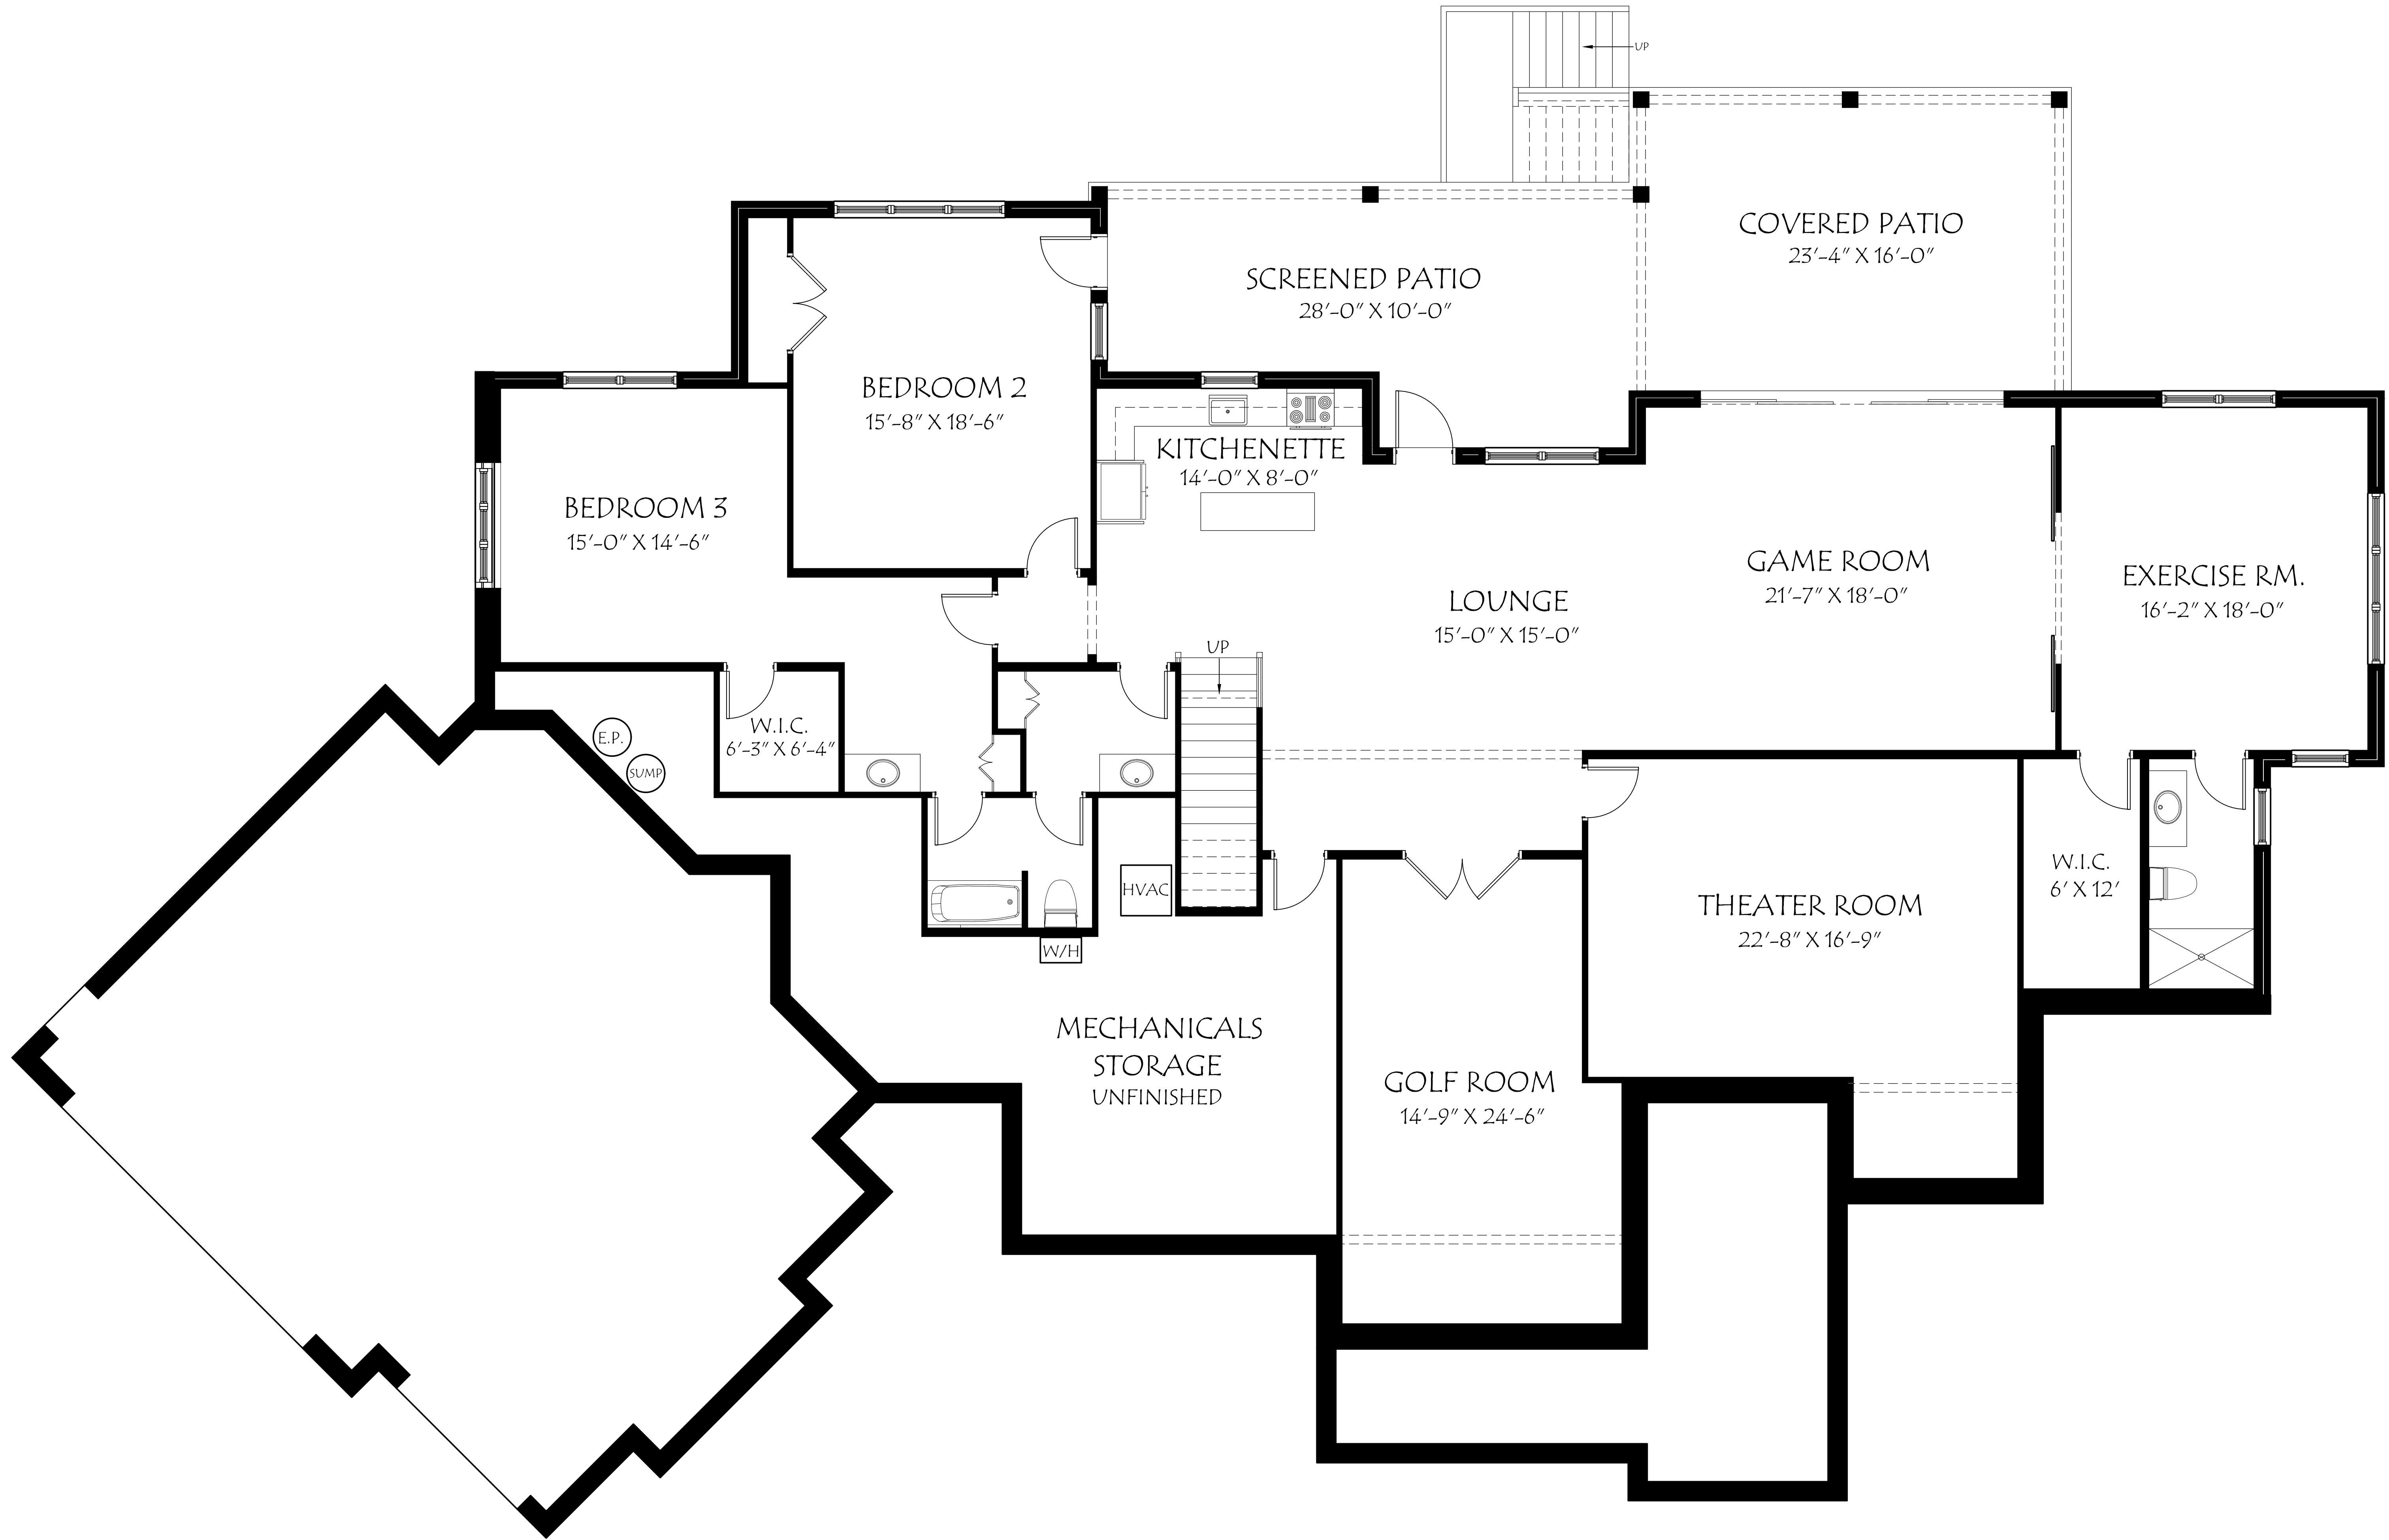 UP
COVERED PATIO
23'-4" X 16'-0"
SCREENED PATIO
28'-0" X 10'-0"
BEDROOM 2
15'-8" X 18'-6"
KITCHENETTE
14'-0" X 8'-0"
BEDROOM 3
15'-0" X 14'-6"
GAME ROOM
21'-7" X 18'-0"
EXERCISE RM.
16'-2" X 18'-0"
LOUNGE
15'-0" X 15'-0"
UP
W.I.C.
6'-3" X 6'-4"
E.P.
SUMP
HVAC
W/H
W.I.C.
6' X 12'
THEATER ROOM
22'-8" X 16'-9"
MECHANICALS
STORAGE
UNFINISHED
GOLF ROOM
14'-9" X 24'-6"